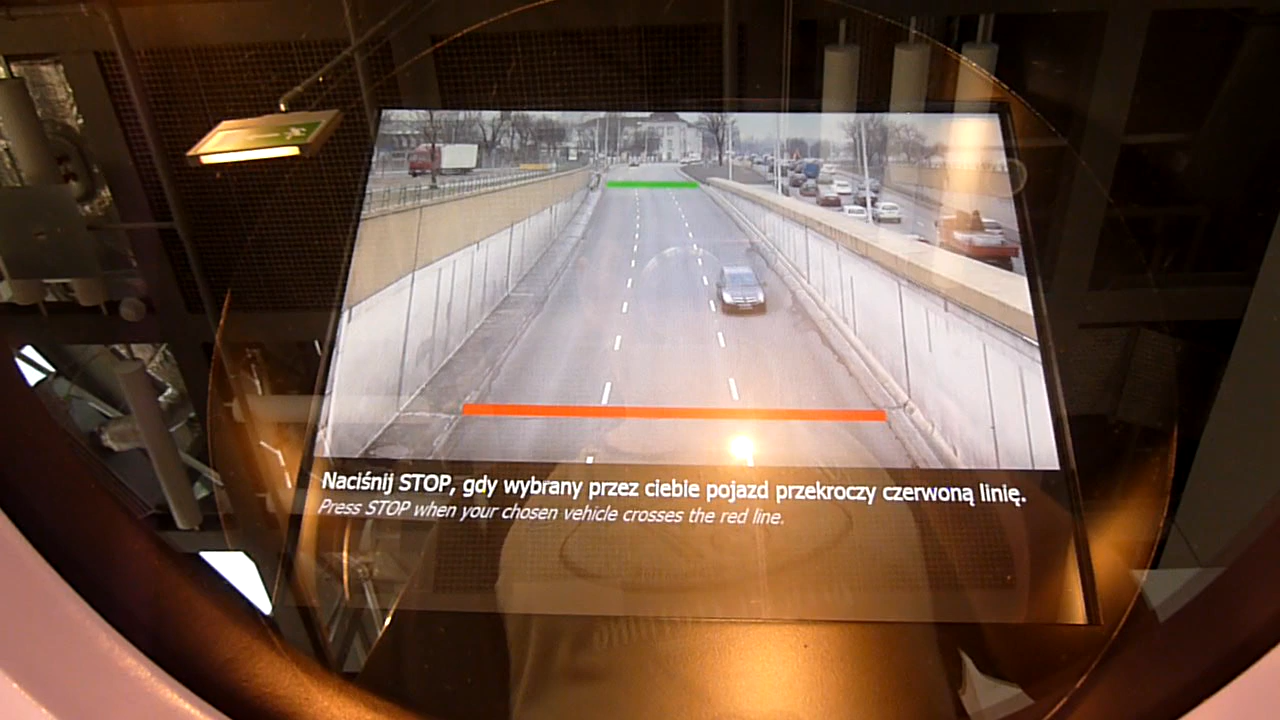 Naciśnij STOP, gdy wybrany przez ciebie pojazd przekroczy czerwoną linię.
Press STOP when your chosen vehicle crosses the red line.